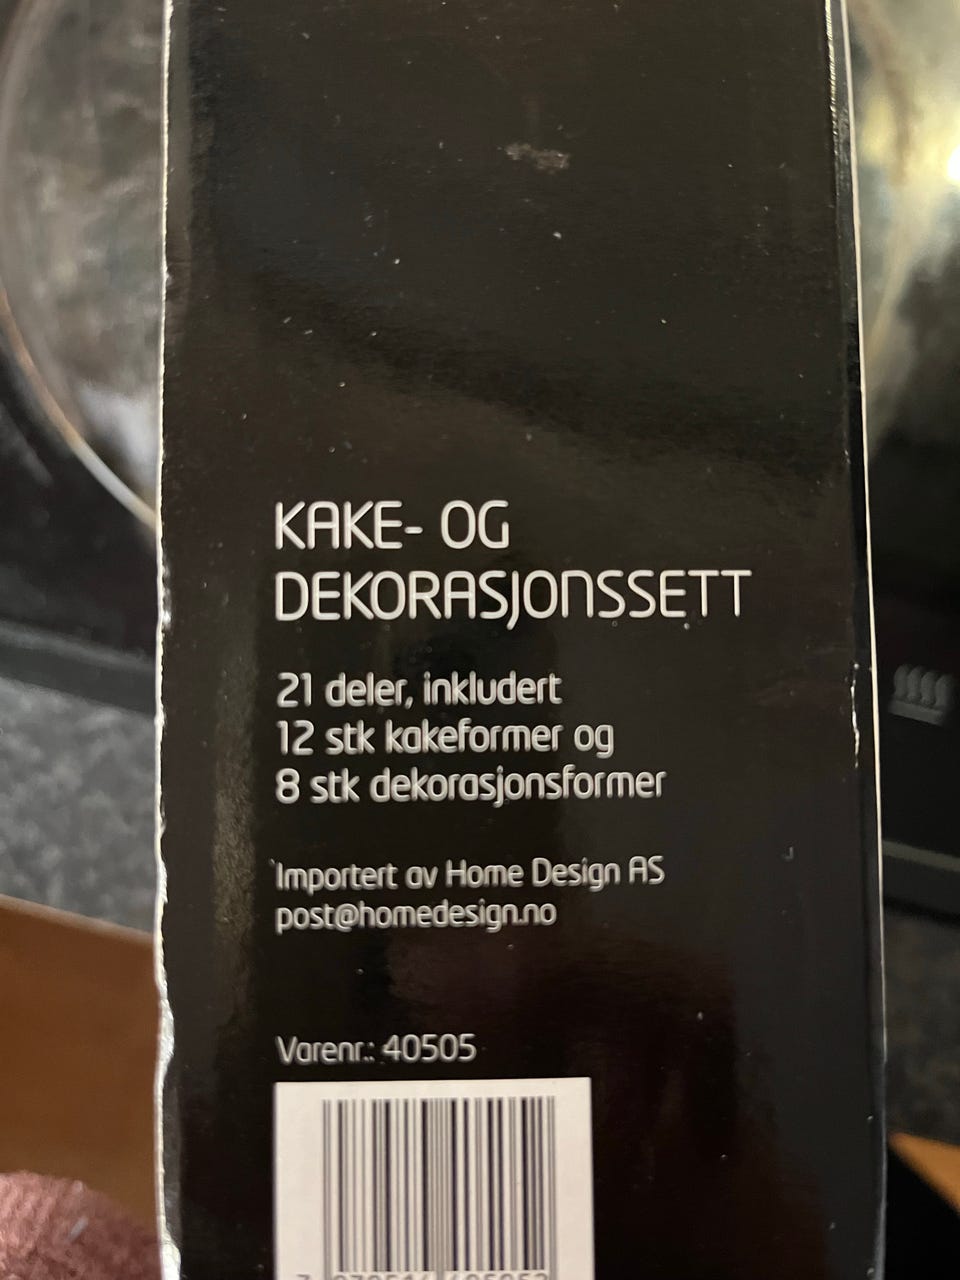 KAKE- OG
DEKORASJONSSETT
21 deler, inkludert
12 stk kakeformer og
8 stk dekorasjonsformer
Importert av Home Design AS
post@homedesign.no
Varenr.: 40505